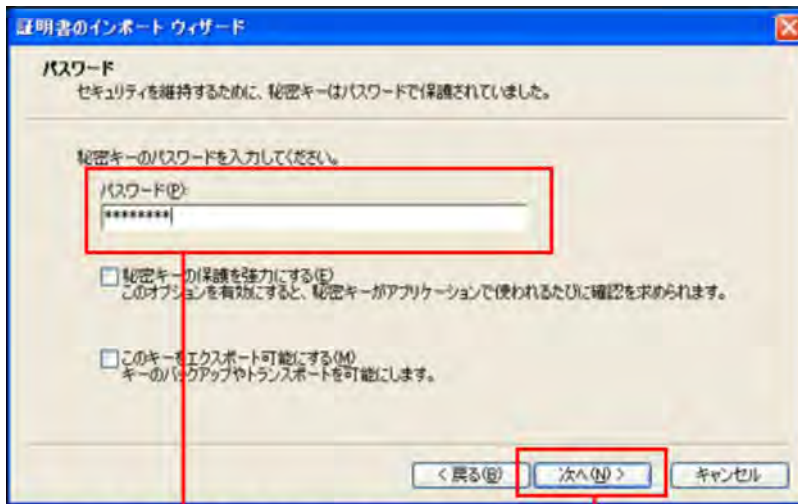 証明書のインポート ウィザード
パスワード
セキュリティを維持するために、秘密キーはパスワードで保護されていました。
秘密キーのパスワードを入力してください。
パスワード(P):
********
秘密キーの保護を強力にする(E)
このオプションを有効にすると、秘密キーがアプリケーションで使われるたびに確認を求められます。
このキーをエクスポート可能にする(M)
キーのバックアップやトランスポートを可能にします。
< 戻る(B) 次へ(N) > キャンセル